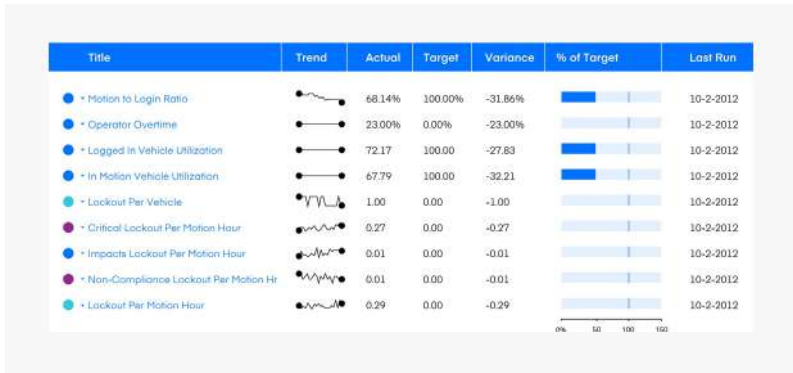 Title Trend Actual Target Variance % of Target Last Run
Motion to Login Ratio 68.14% 100.00% -31.86% 10-2-2012
Operator Overtime 23.00% 0.00% -23.00% 10-2-2012
Logged In Vehicle Utilization 72.17 100.00 -27.83 10-2-2012
In Motion Vehicle Utilization 67.79 100.00 -32.21 10-2-2012
Lockout Per Vehicle 1.00 0.00 -1.00 10-2-2012
Critical Lockout Per Motion Hour 0.27 0.00 -0.27 10-2-2012
Impacts Lockout Per Motion Hour 0.01 0.00 -0.01 10-2-2012
Non-Compliance Lockout Per Motion Hr 0.01 0.00 -0.01 10-2-2012
Lockout Per Motion Hour 0.29 0.00 -0.29 10-2-2012
0% 50 100 150